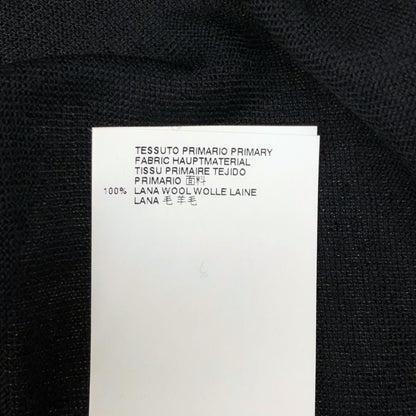 TESSUTO PRIMARIO PRIMARY
FABRIC HAUPTMATERIAL
TISSU PRIMAIRE TEJIDO
PRIMARIO 面料
100% LANA WOOL WOLLE LAINE
LANA 毛 羊毛